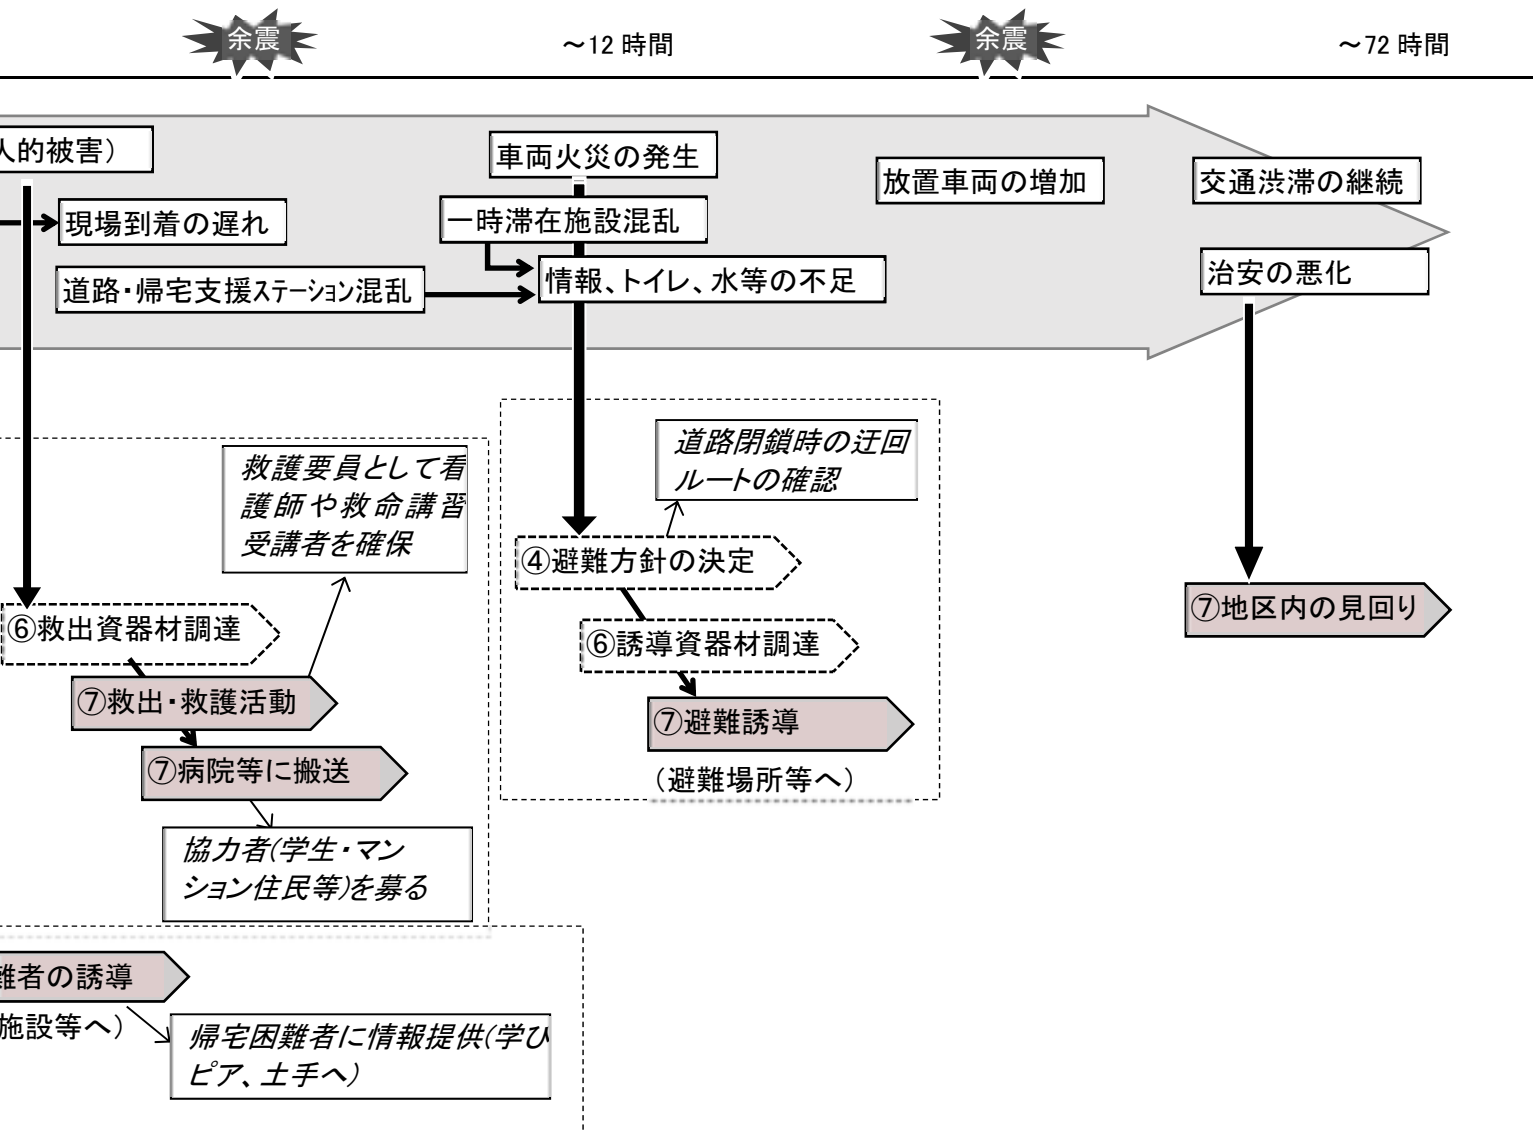 余震
～12 時間
余震
～72 時間
人的被害）
車両火災の発生
放置車両の増加
交通渋滞の継続
現場到着の遅れ
一時滞在施設混乱
道路・帰宅支援ステーション混乱
情報、トイレ、水等の不足
治安の悪化
救護要員として看
護師や救命講習
受講者を確保
道路閉鎖時の迂回
ルートの確認
④避難方針の決定
⑥救出資器材調達
⑥誘導資器材調達
⑦地区内の見回り
⑦救出・救護活動
⑦避難誘導
⑦病院等に搬送
（避難場所等へ）
協力者(学生・マン
ション住民等)を募る
難者の誘導
施設等へ）
帰宅困難者に情報提供(学び
ピア、土手へ)